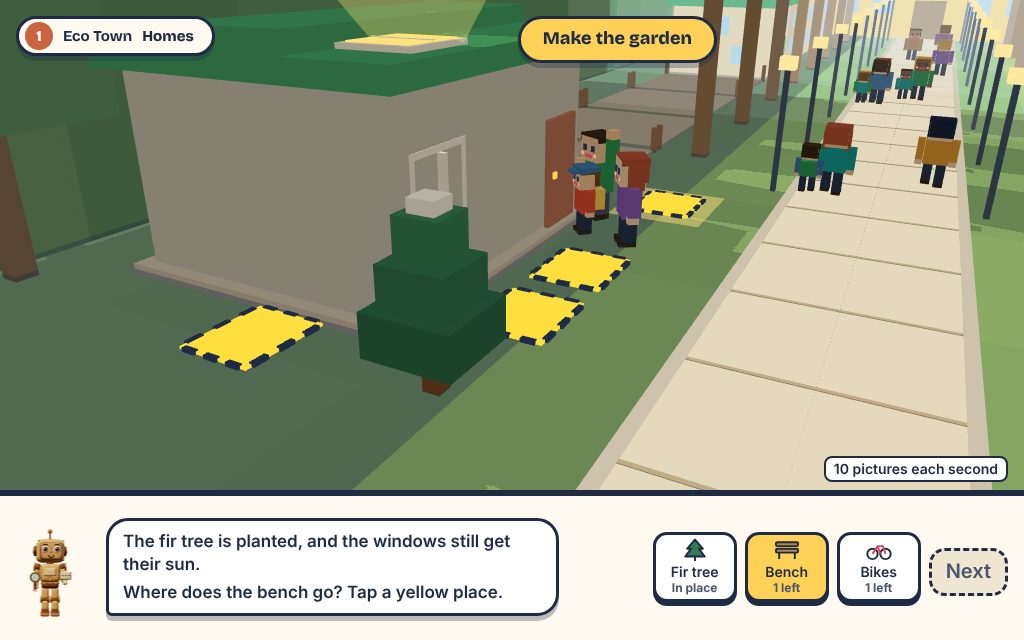 1 Eco Town Homes
Make the garden
10 pictures each second
The fir tree is planted, and the windows still get
their sun.
Where does the bench go? Tap a yellow place.
Fir tree
In place
Bench
1 left
Bikes
1 left
Next